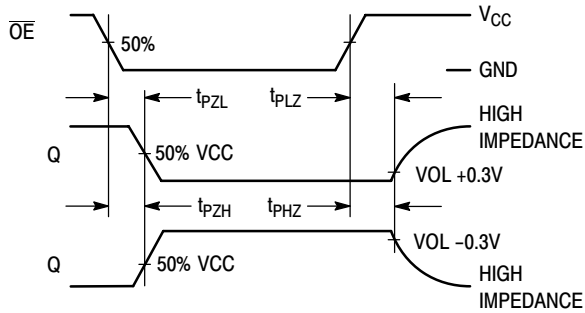 OE
50%
VCC
GND
tPZL
tPLZ
HIGH
IMPEDANCE
Q
50% VCC
VOL +0.3V
tPZH
tPHZ
VOL –0.3V
Q
50% VCC
HIGH
IMPEDANCE